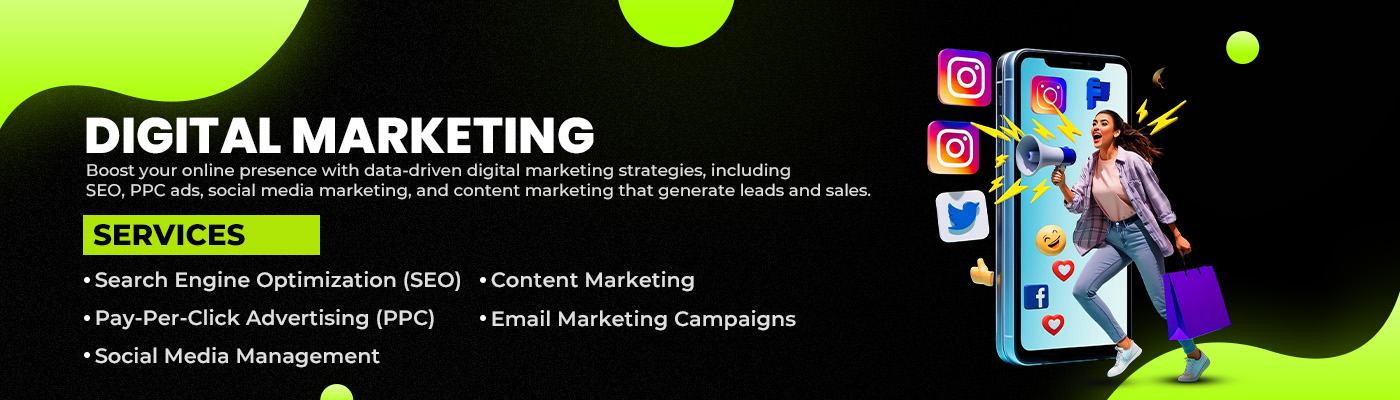 DIGITAL MARKETING
Boost your online presence with data-driven digital marketing strategies, including
SEO, PPC ads, social media marketing, and content marketing that generate leads and sales.
SERVICES
• Search Engine Optimization (SEO)
• Pay-Per-Click Advertising (PPC)
• Social Media Management
• Content Marketing
• Email Marketing Campaigns